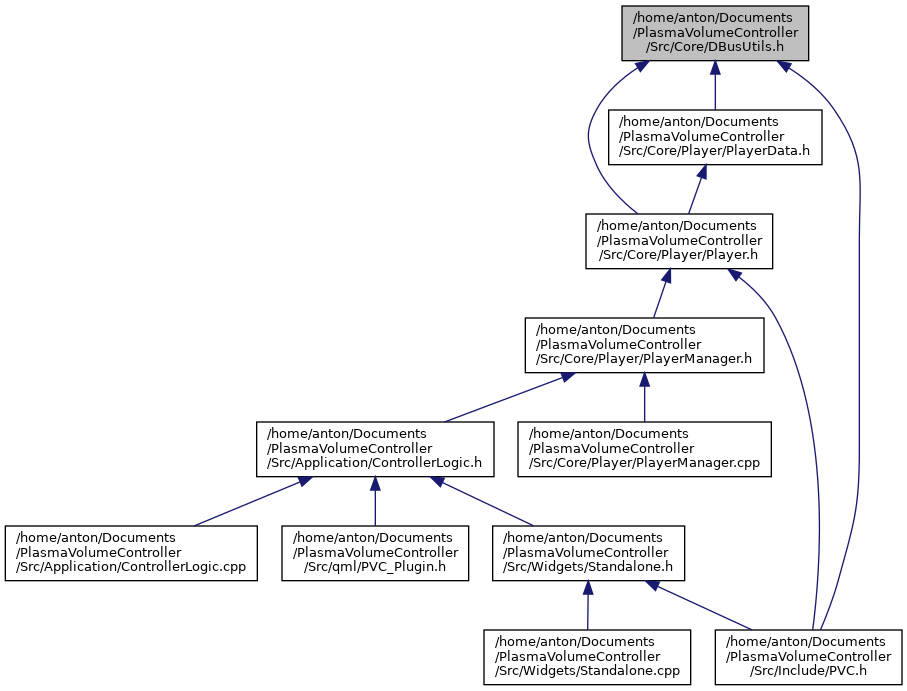 /home/anton/Documents
/PlasmaVolumeController
/Src/Core/DBusUtils.h
/home/anton/Documents
/PlasmaVolumeController
/Src/Core/Player/PlayerData.h
/home/anton/Documents
/PlasmaVolumeController
/Src/Core/Player/Player.h
/home/anton/Documents
/PlasmaVolumeController
/Src/Core/Player/PlayerManager.h
/home/anton/Documents
/PlasmaVolumeController
/Src/Application/ControllerLogic.h
/home/anton/Documents
/PlasmaVolumeController
/Src/Core/Player/PlayerManager.cpp
/home/anton/Documents
/PlasmaVolumeController
/Src/Application/ControllerLogic.cpp
/home/anton/Documents
/PlasmaVolumeController
/Src/qml/PVC_Plugin.h
/home/anton/Documents
/PlasmaVolumeController
/Src/Widgets/Standalone.h
/home/anton/Documents
/PlasmaVolumeController
/Src/Widgets/Standalone.cpp
/home/anton/Documents
/PlasmaVolumeController
/Src/Include/PVC.h